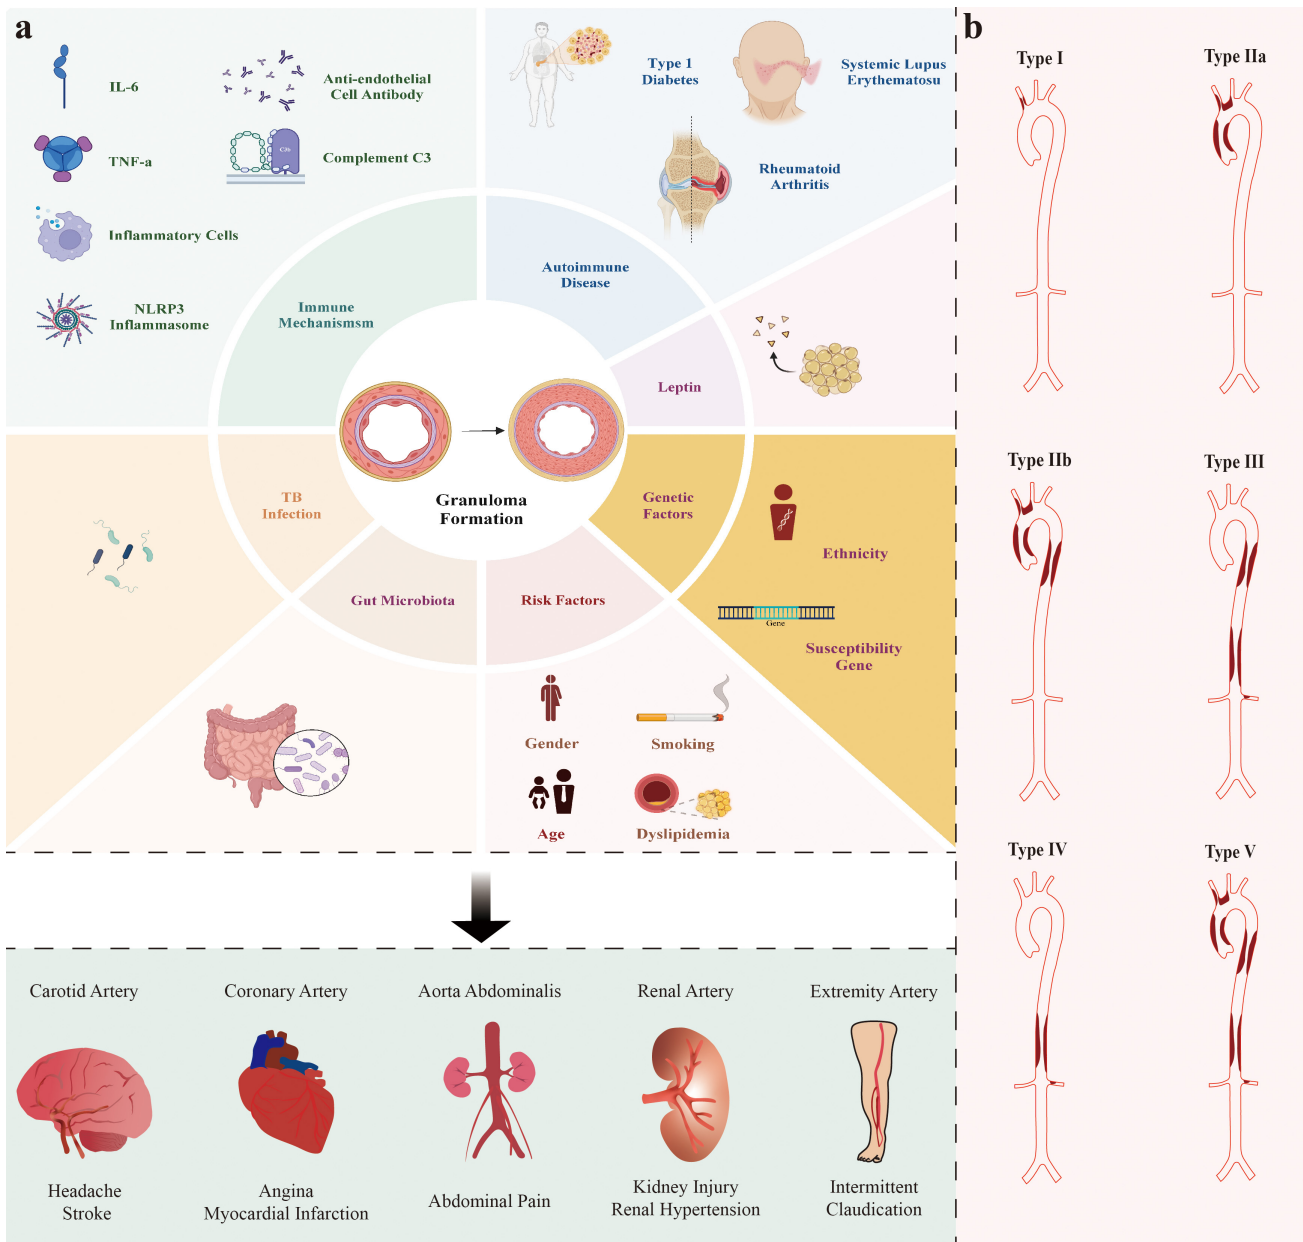 a
IL-6
Anti-endothelial
Cell Antibody
TNF-a
C3b
Complement C3
Inflammatory Cells
NLRP3
Inflammasome
Type 1
Diabetes
Systemic Lupus
Erythematosu
Rheumatoid
Arthritis
Immune
Mechanismsm
Autoimmune
Disease
Leptin
TB
Infection
Granuloma
Formation
Genetic
Factors
Gut Microbiota
Risk Factors
Ethnicity
Gene
Susceptibility
Gene
Gender
Smoking
Age
Dyslipidemia
Carotid Artery
Coronary Artery
Aorta Abdominalis
Renal Artery
Extremity Artery
Headache
Stroke
Angina
Myocardial Infarction
Abdominal Pain
Kidney Injury
Renal Hypertension
Intermittent
Claudication
b
Type I
Type IIa
Type IIb
Type III
Type IV
Type V